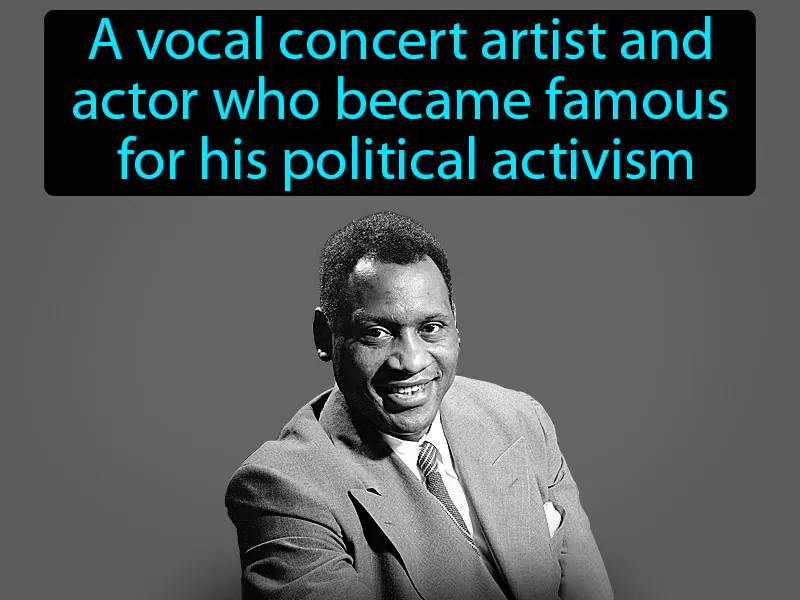 A vocal concert artist and
actor who became famous
for his political activism